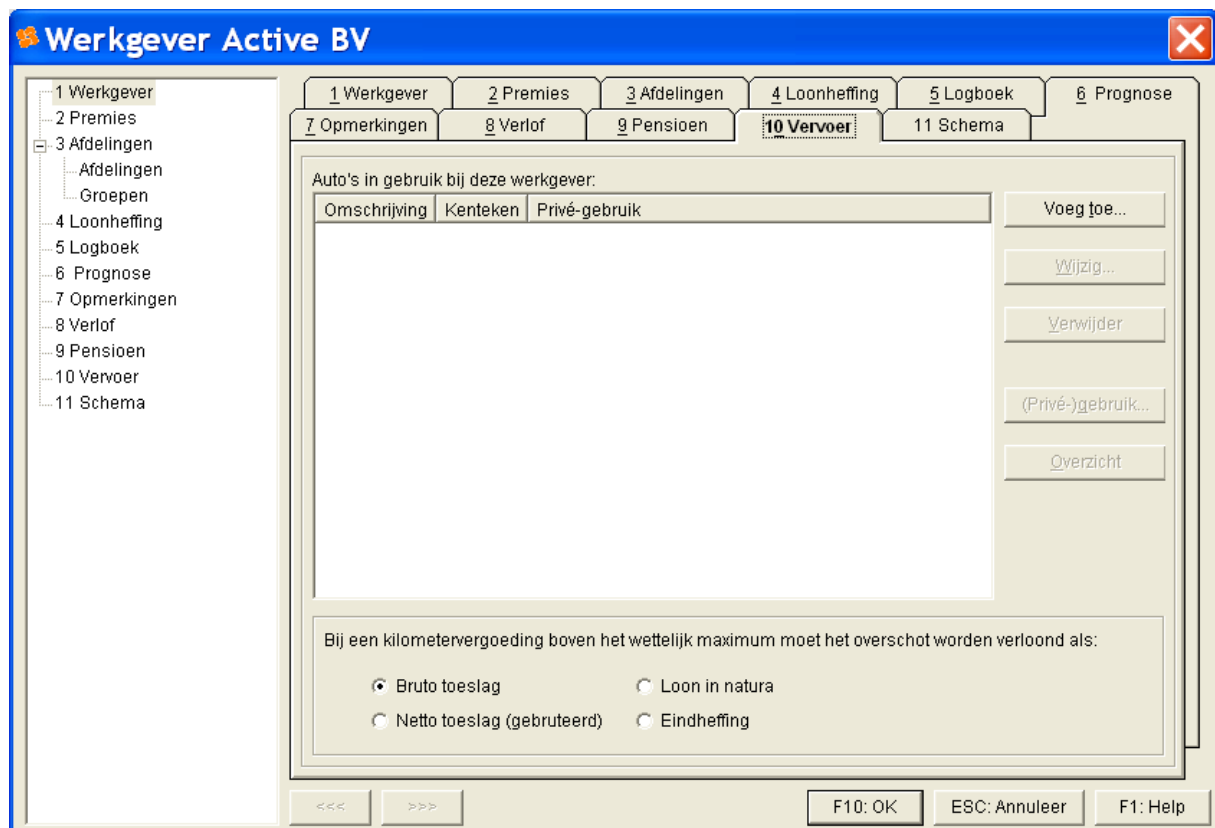 Werkgever Active BV
1 Werkgever
2 Premies
3 Afdelingen
Afdelingen
Groepen
4 Loonheffing
5 Logboek
6 Prognose
7 Opmerkingen
8 Verlof
9 Pensioen
10 Vervoer
11 Schema
1 Werkgever 2 Premies 3 Afdelingen 4 Loonheffing 5 Logboek 6 Prognose
7 Opmerkingen 8 Verlof 9 Pensioen 10 Vervoer 11 Schema
Auto's in gebruik bij deze werkgever:
Omschrijving Kenteken Privé-gebruik
Voeg toe...
Wijzig...
Verwijder
(Privé-)gebruik...
Overzicht
Bij een kilometervergoeding boven het wettelijk maximum moet het overschot worden verloond als:
Bruto toeslag Loon in natura
Netto toeslag (gebruteerd) Eindheffing
<<< >>> F10: OK ESC: Annuleer F1: Help